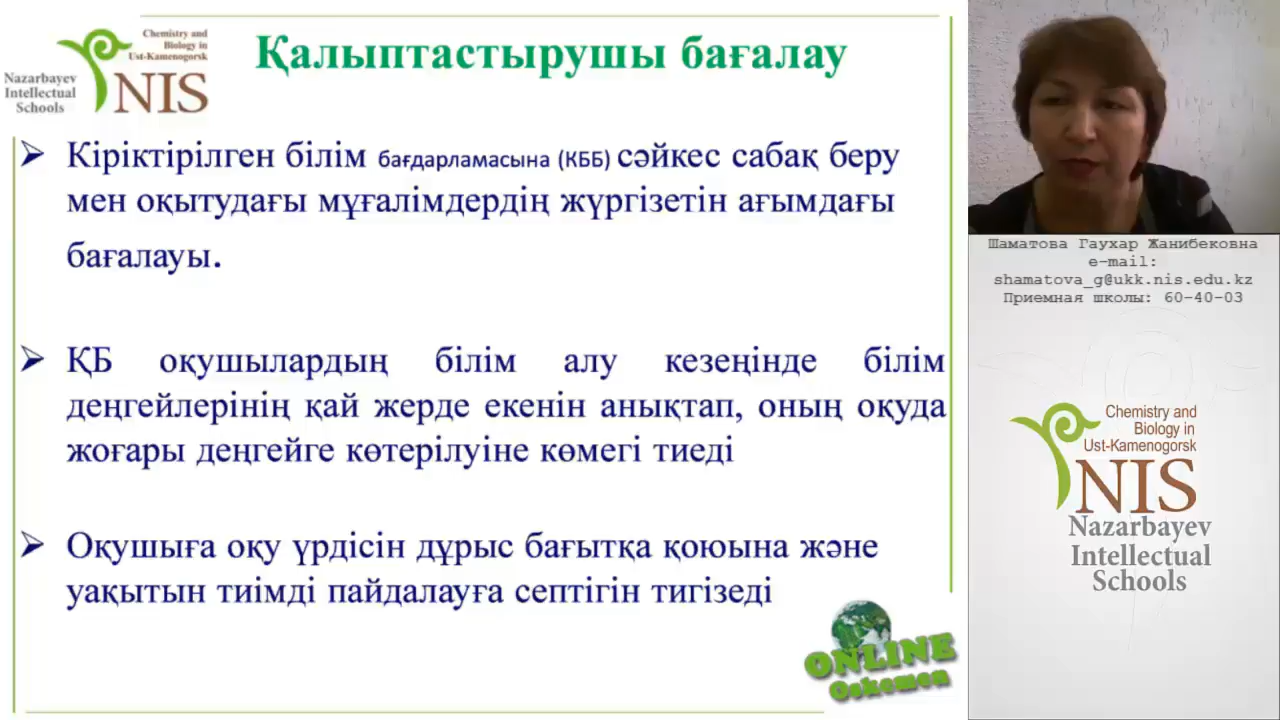 Chemistry and
Biology in
Ust-Kamenogorsk
Nazarbayev
Intellectual
Schools
NIS
Қалыптастырушы бағалау
Кіріктірілген білім бағдарламасына (КББ) сәйкес сабақ беру
мен оқытудағы мұғалімдердің жүргізетін ағымдағы
бағалауы.
ҚБ оқушылардың білім алу кезеңінде білім
деңгейлерінің қай жерде екенін анықтап, оның оқуда
жоғары деңгейге көтерілуіне көмегі тиеді
Оқушыға оқу үрдісін дұрыс бағытқа қоюына және
уақытын тиімді пайдалауға септігін тигізеді
ONLINE
Oskemen
Шаматова Гаухар Жанибековна
e-mail:
shamatova_g@ukk.nis.edu.kz
Приемная школы: 60-40-03
Chemistry and
Biology in
Ust-Kamenogorsk
NIS
Nazarbayev
Intellectual
Schools